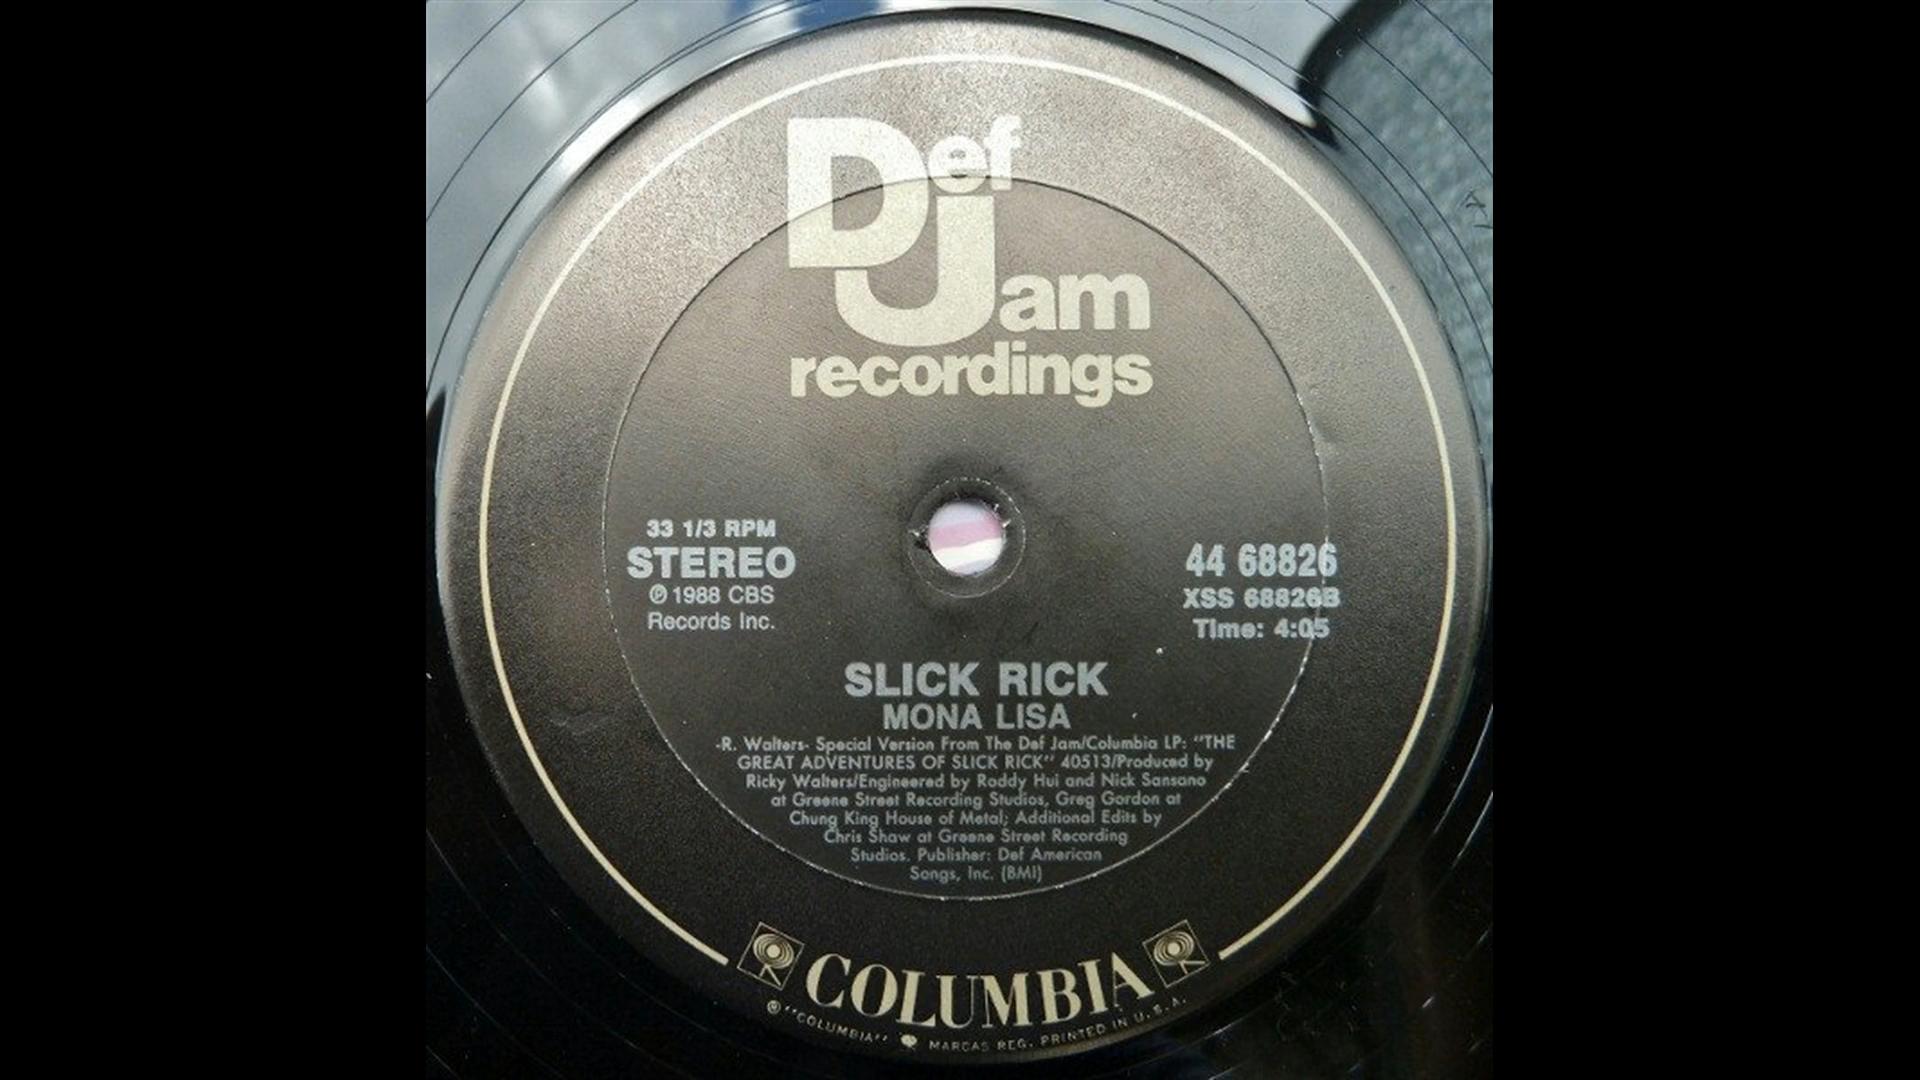 Def
Jam
recordings
33 1/3 RPM
STEREO
℗ 1988 CBS
Records Inc.
44 68826
XSS 68826B
Time: 4:05
SLICK RICK
MONA LISA
-R. Walters- Special Version From The Def Jam/Columbia LP: "THE
GREAT ADVENTURES OF SLICK RICK" 40513/Produced by
Ricky Walters/Engineered by Roddy Hui and Nick Sansano
at Greene Street Recording Studios, Greg Gordon at
Chung King House of Metal; Additional Edits by
Chris Shaw at Greene Street Recording
Studios. Publisher: Def American
Songs, Inc. (BMI)
COLUMBIA
® "COLUMBIA" MARCAS REG. PRINTED IN U.S.A.